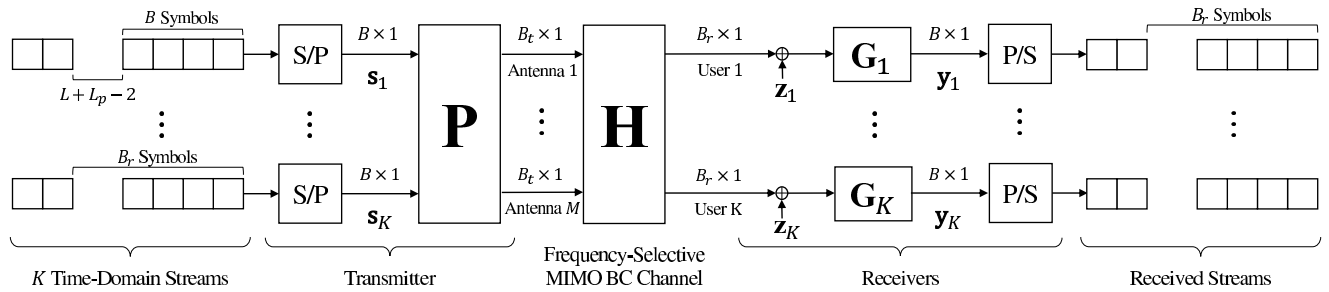 B Symbols
L + L_p − 2
S/P
B × 1
s_1
P
B_t × 1
Antenna 1
H
B_r × 1
User 1
z_1
G_1
B × 1
y_1
P/S
B_r Symbols
B_r Symbols
S/P
B × 1
s_K
B_t × 1
Antenna M
B_r × 1
User K
z_K
G_K
B × 1
y_K
P/S
K Time-Domain Streams
Transmitter
Frequency-Selective
MIMO BC Channel
Receivers
Received Streams